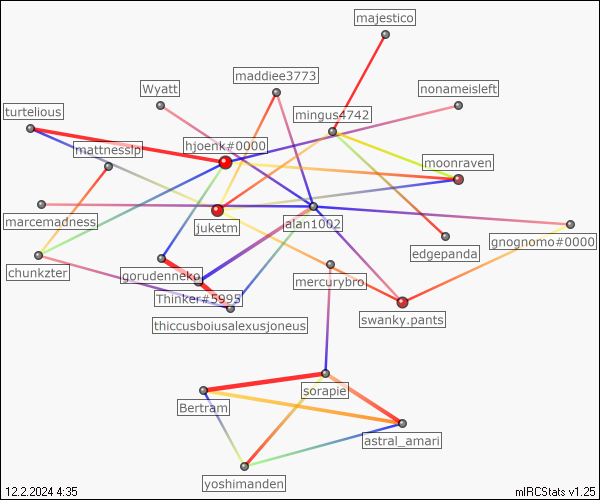 majestico
maddiee3773
Wyatt
nonameisleft
turtelious
mingus4742
hjoenk#0000
mattnesslp
moonraven
marcemadness
juketm
alan1002
gnognomo#0000
edgepanda
chunkzter
gorudenneko
mercurybro
Thinker#5995
swanky.pants
thiccusboiusalexusjoneus
sorapie
Bertram
astral_amari
yoshimanden
12.2.2024 4:35
mIRCStats v1.25